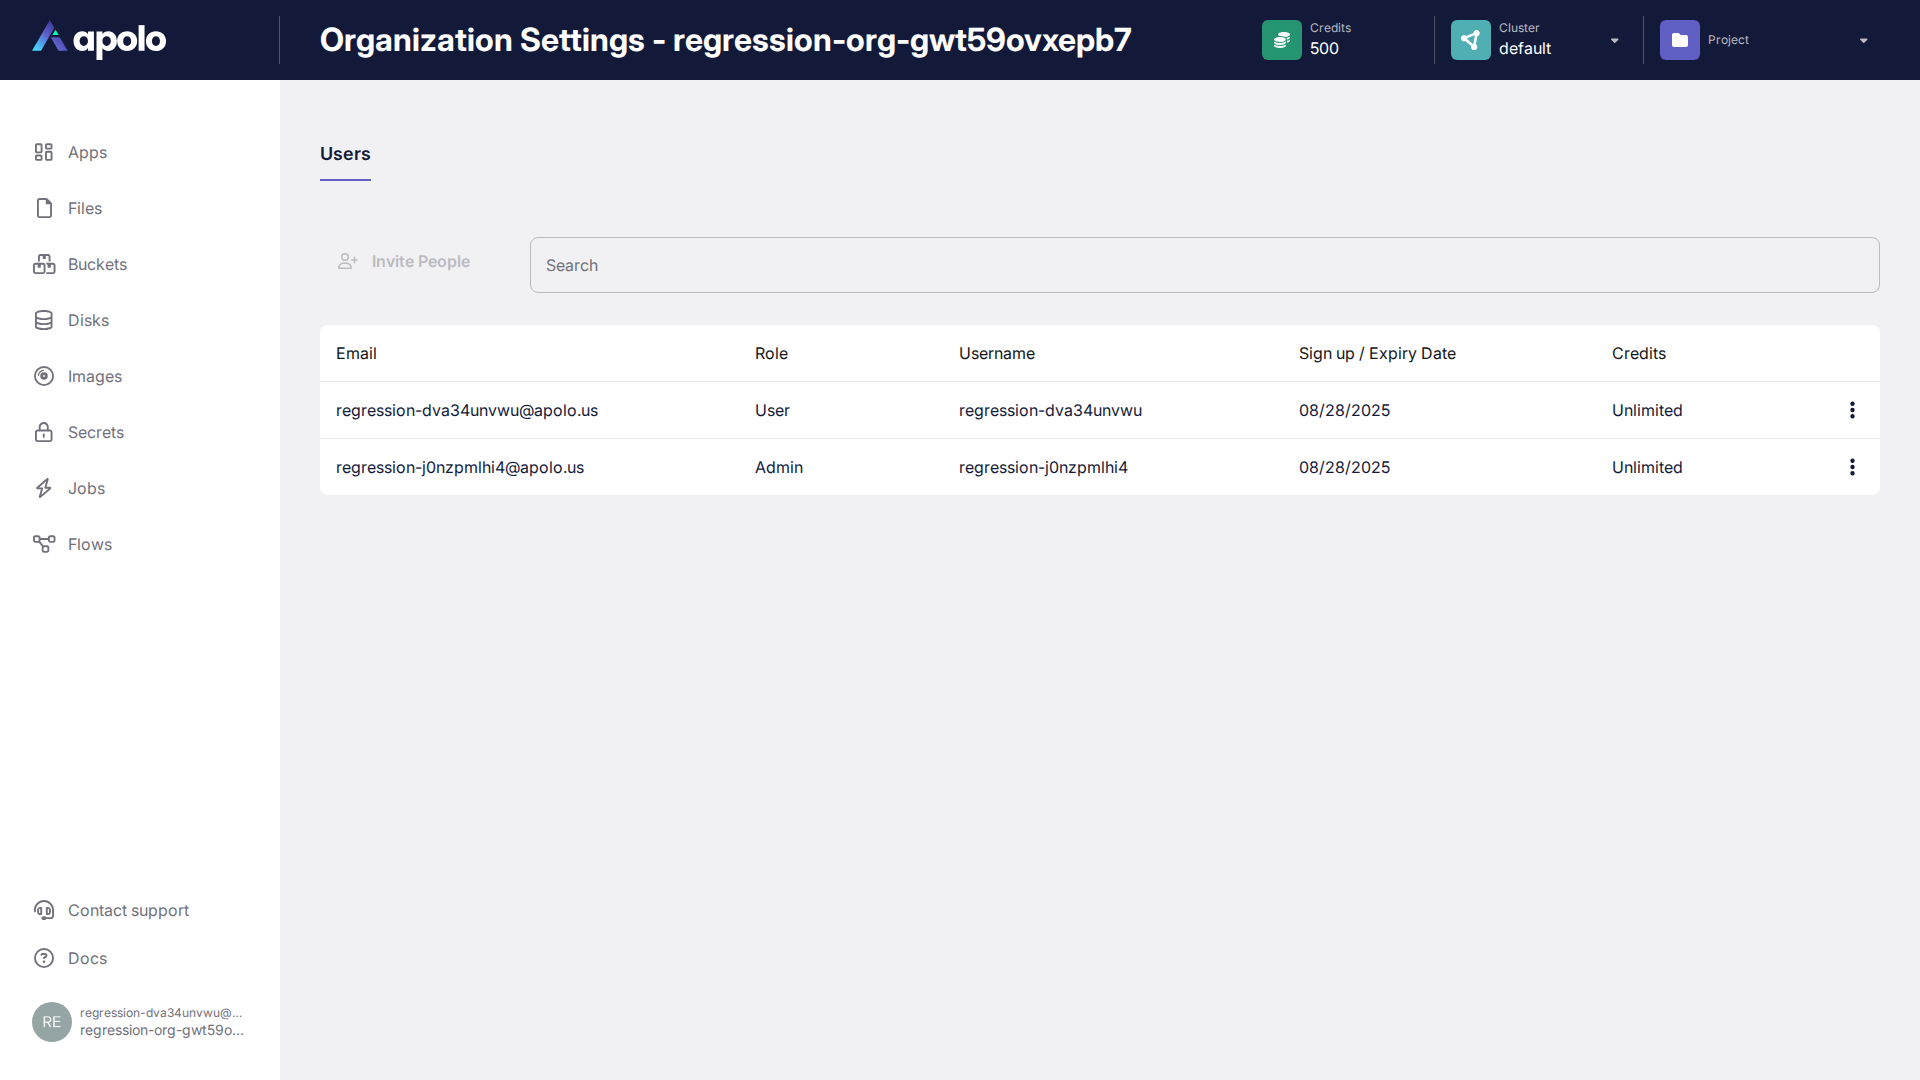 apolo
Organization Settings - regression-org-gwt59ovxepb7
Credits
500
Cluster
default
Project
Apps
Files
Buckets
Disks
Images
Secrets
Jobs
Flows
Contact support
Docs
RE
regression-dva34unvwu@...
regression-org-gwt59o...
Users
Invite People
Search
Email Role Username Sign up / Expiry Date Credits
regression-dva34unvwu@apolo.us User regression-dva34unvwu 08/28/2025 Unlimited
regression-j0nzpmlhi4@apolo.us Admin regression-j0nzpmlhi4 08/28/2025 Unlimited